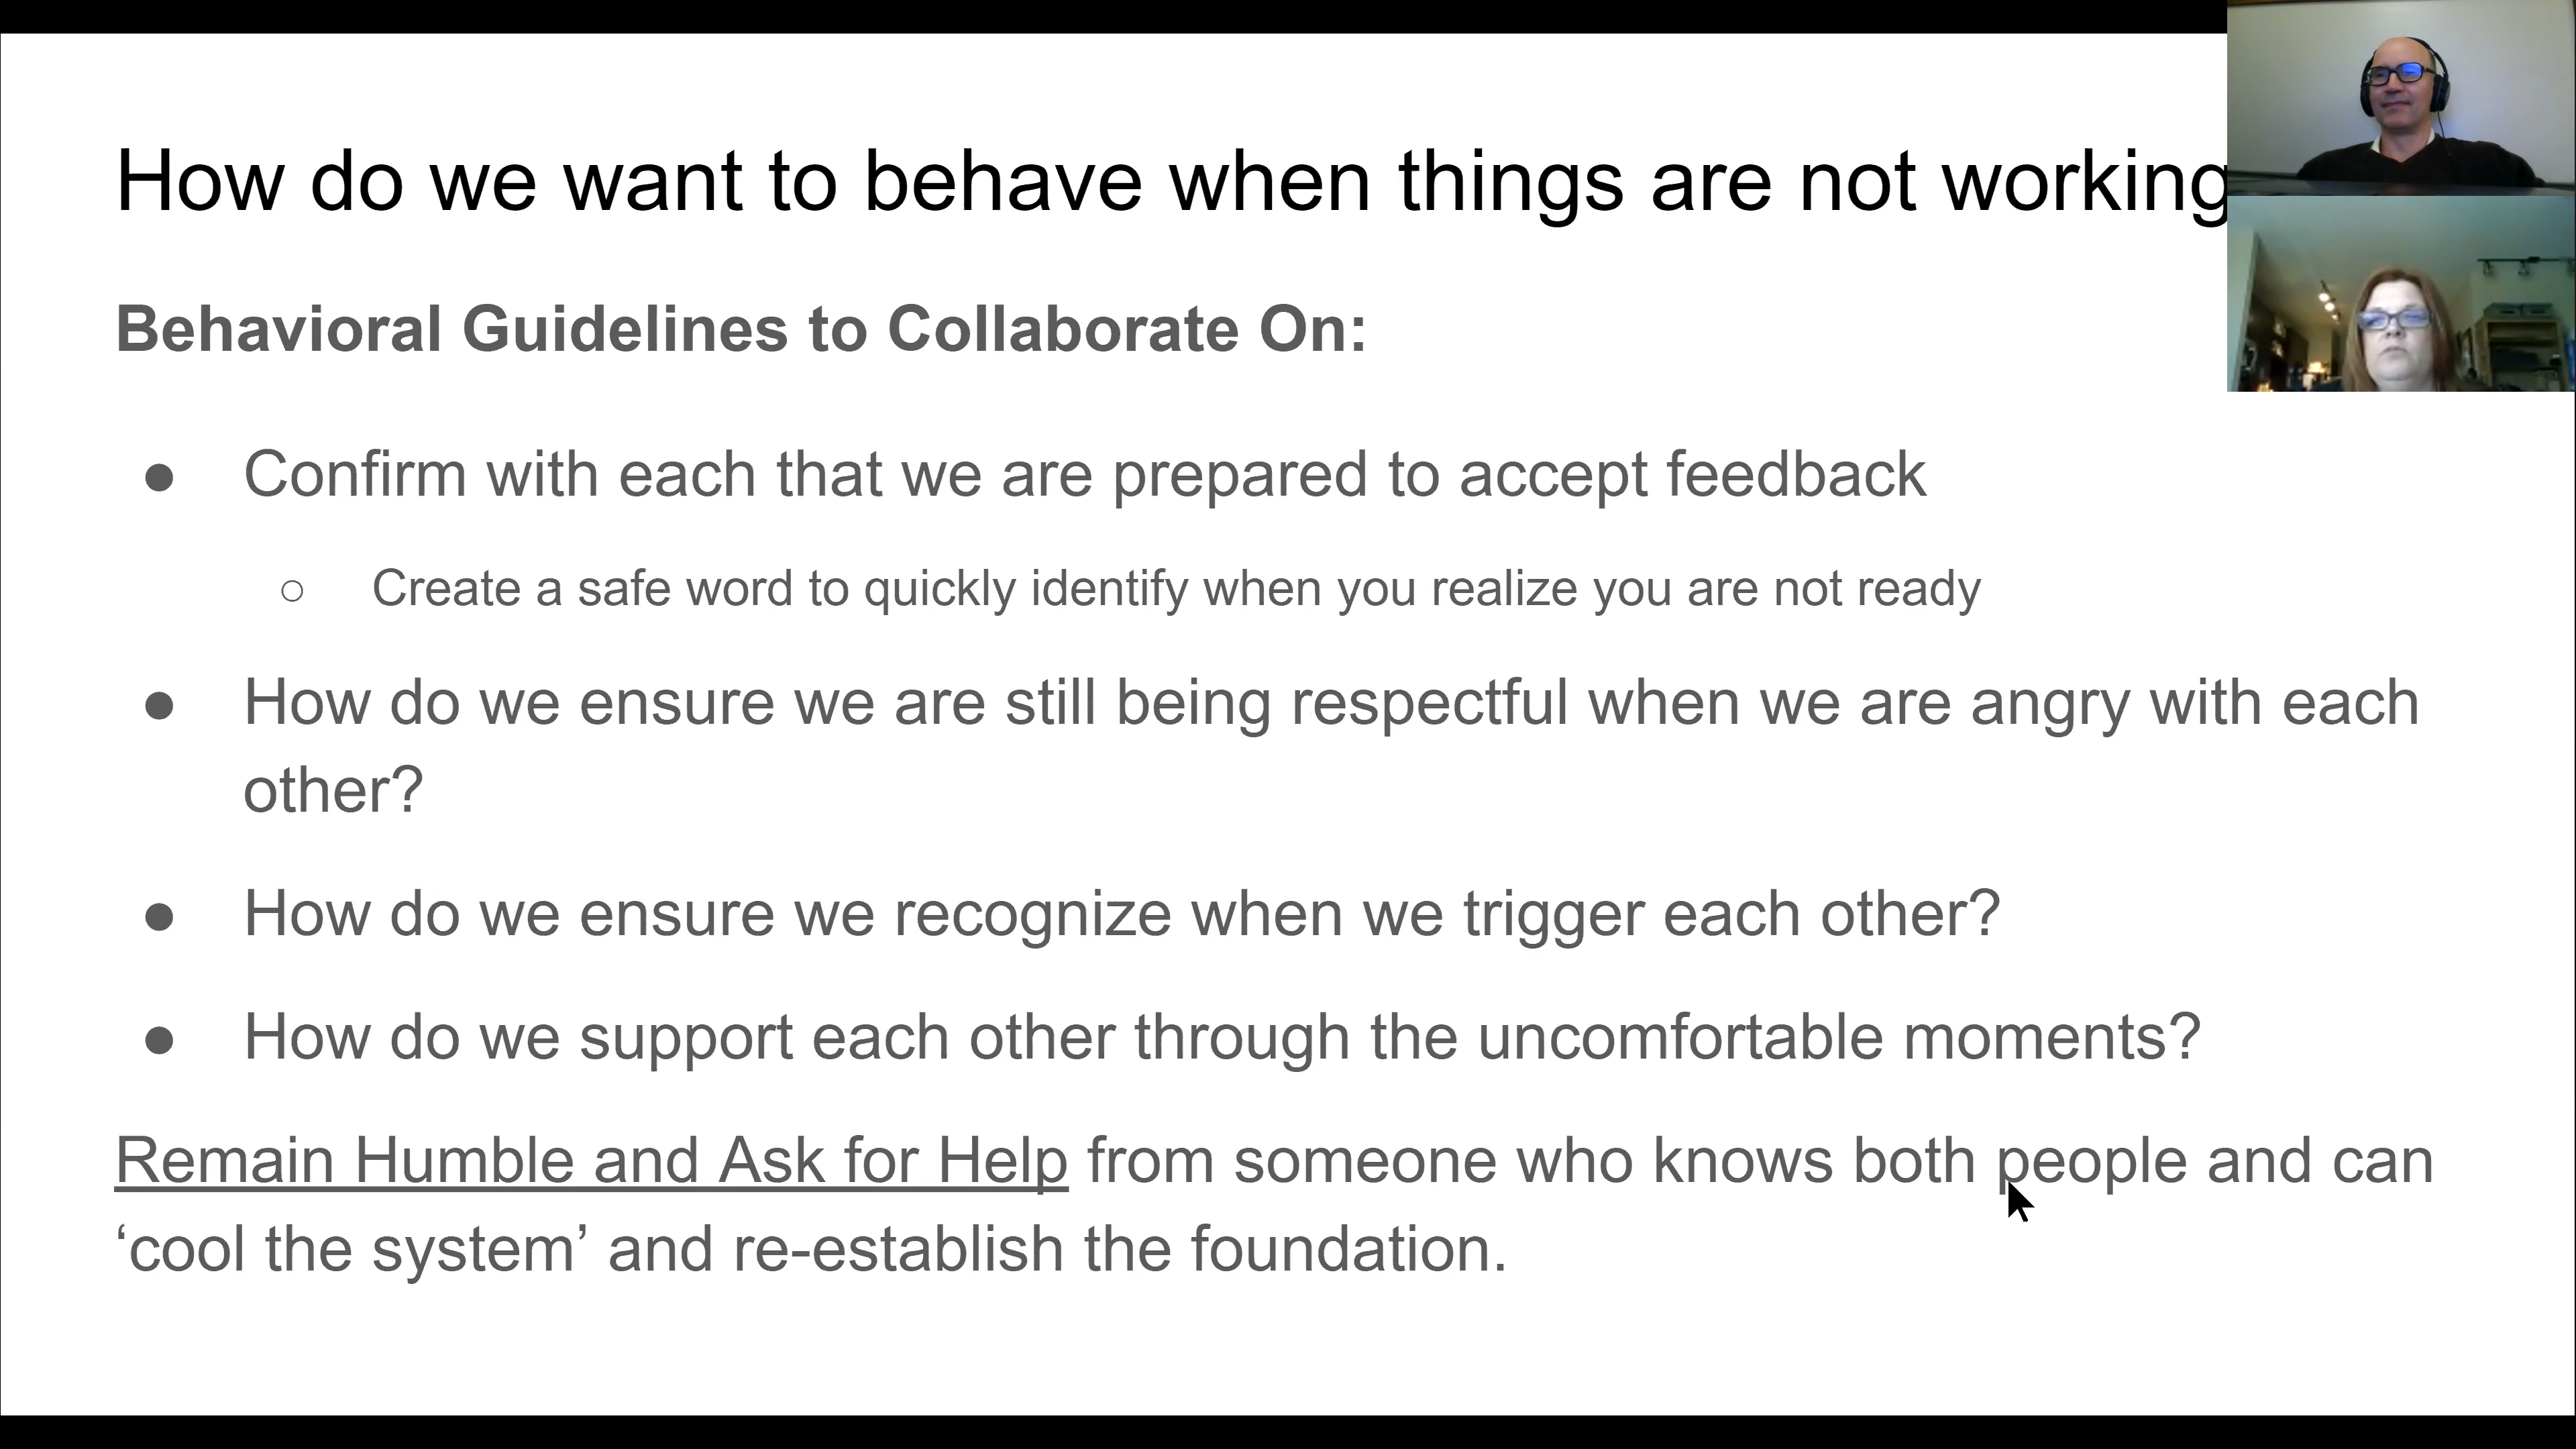 How do we want to behave when things are not working
Behavioral Guidelines to Collaborate On:
● Confirm with each that we are prepared to accept feedback
○ Create a safe word to quickly identify when you realize you are not ready
● How do we ensure we are still being respectful when we are angry with each
other?
● How do we ensure we recognize when we trigger each other?
● How do we support each other through the uncomfortable moments?
Remain Humble and Ask for Help from someone who knows both people and can
‘cool the system’ and re-establish the foundation.